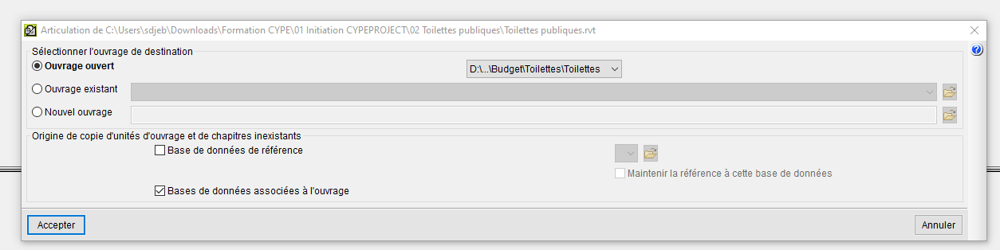 Articulation de C:\Users\sdjeb\Downloads\Formation CYPE\01 Initiation CYPEPROJECT\02 Toilettes publiques\Toilettes publiques.rvt
Sélectionner l'ouvrage de destination
Ouvrage ouvert
D:\...\Budget\Toilettes\Toilettes
Ouvrage existant
Nouvel ouvrage
Origine de copie d'unités d'ouvrage et de chapitres inexistants
Base de données de référence
Maintenir la référence à cette base de données
Bases de données associées à l'ouvrage
Accepter
Annuler